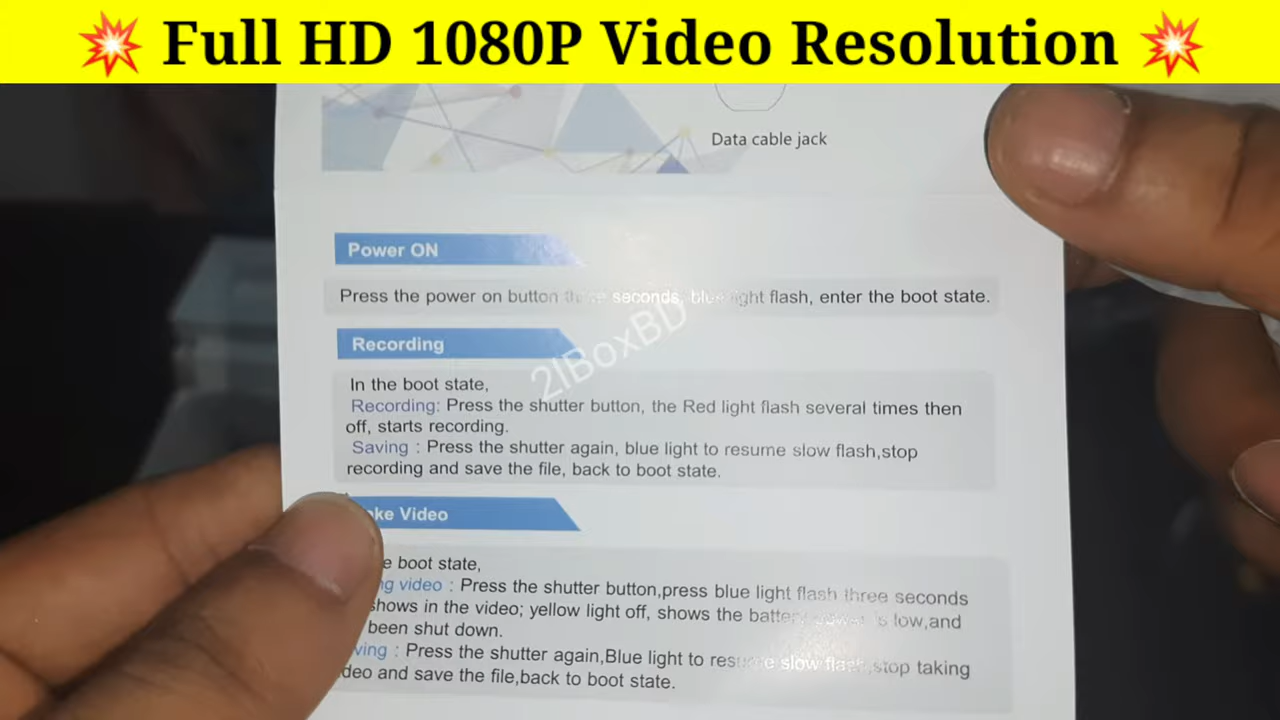 💥 Full HD 1080P Video Resolution 💥
Data cable jack
Power ON
Press the power on button three seconds, blue light flash, enter the boot state.
2IBoxBD
Recording
In the boot state,
Recording: Press the shutter button, the Red light flash several times then
off, starts recording.
Saving : Press the shutter again, blue light to resume slow flash,stop
recording and save the file, back to boot state.
ke Video
e boot state,
ng video : Press the shutter button,press blue light flash three seconds
shows in the video; yellow light off, shows the battery power is low,and
been shut down.
ving : Press the shutter again,Blue light to resume slow flash,stop taking
deo and save the file,back to boot state.